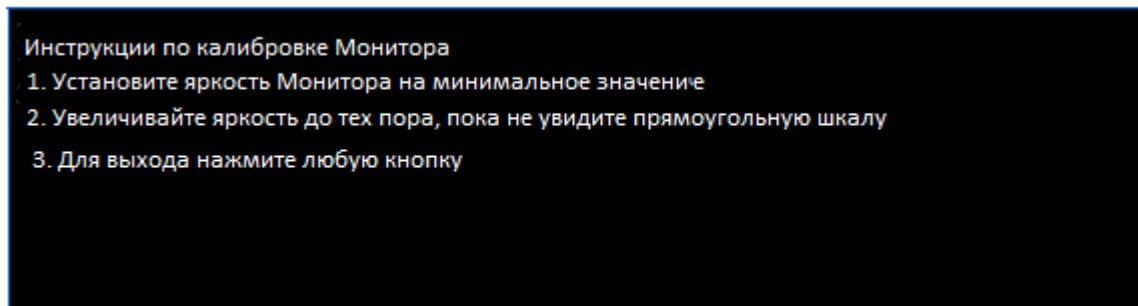 Инструкции по калибровке Монитора
1. Установите яркость Монитора на минимальное значение
2. Увеличивайте яркость до тех пора, пока не увидите прямоугольную шкалу
3. Для выхода нажмите любую кнопку